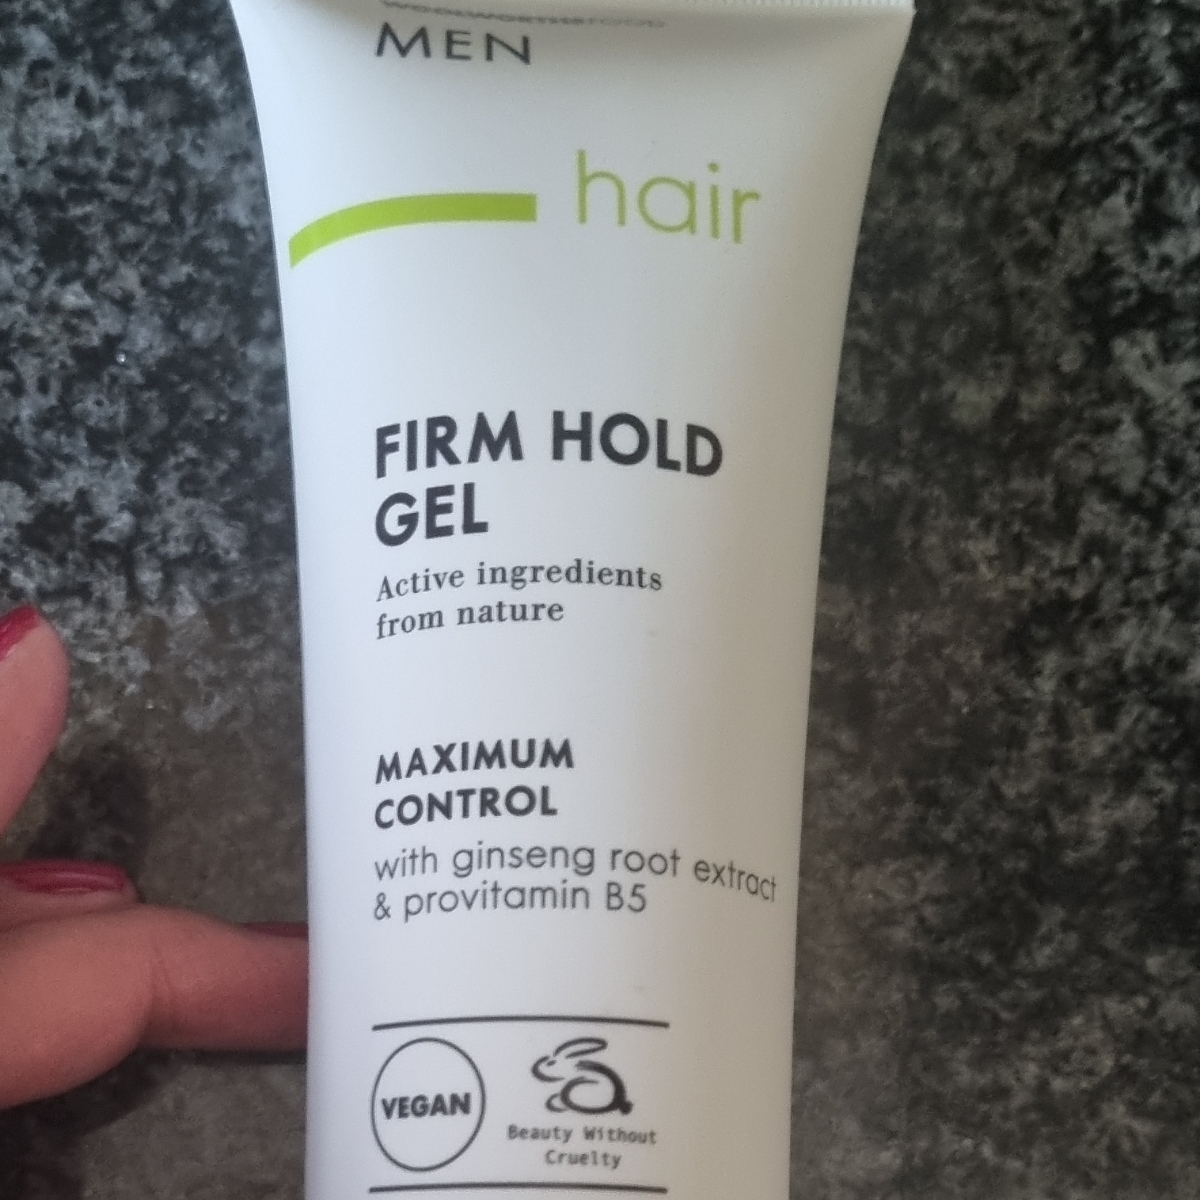 MEN
hair
FIRM HOLD
GEL
Active ingredients
from nature
MAXIMUM
CONTROL
with ginseng root extract
& provitamin B5
VEGAN
Beauty Without
Cruelty